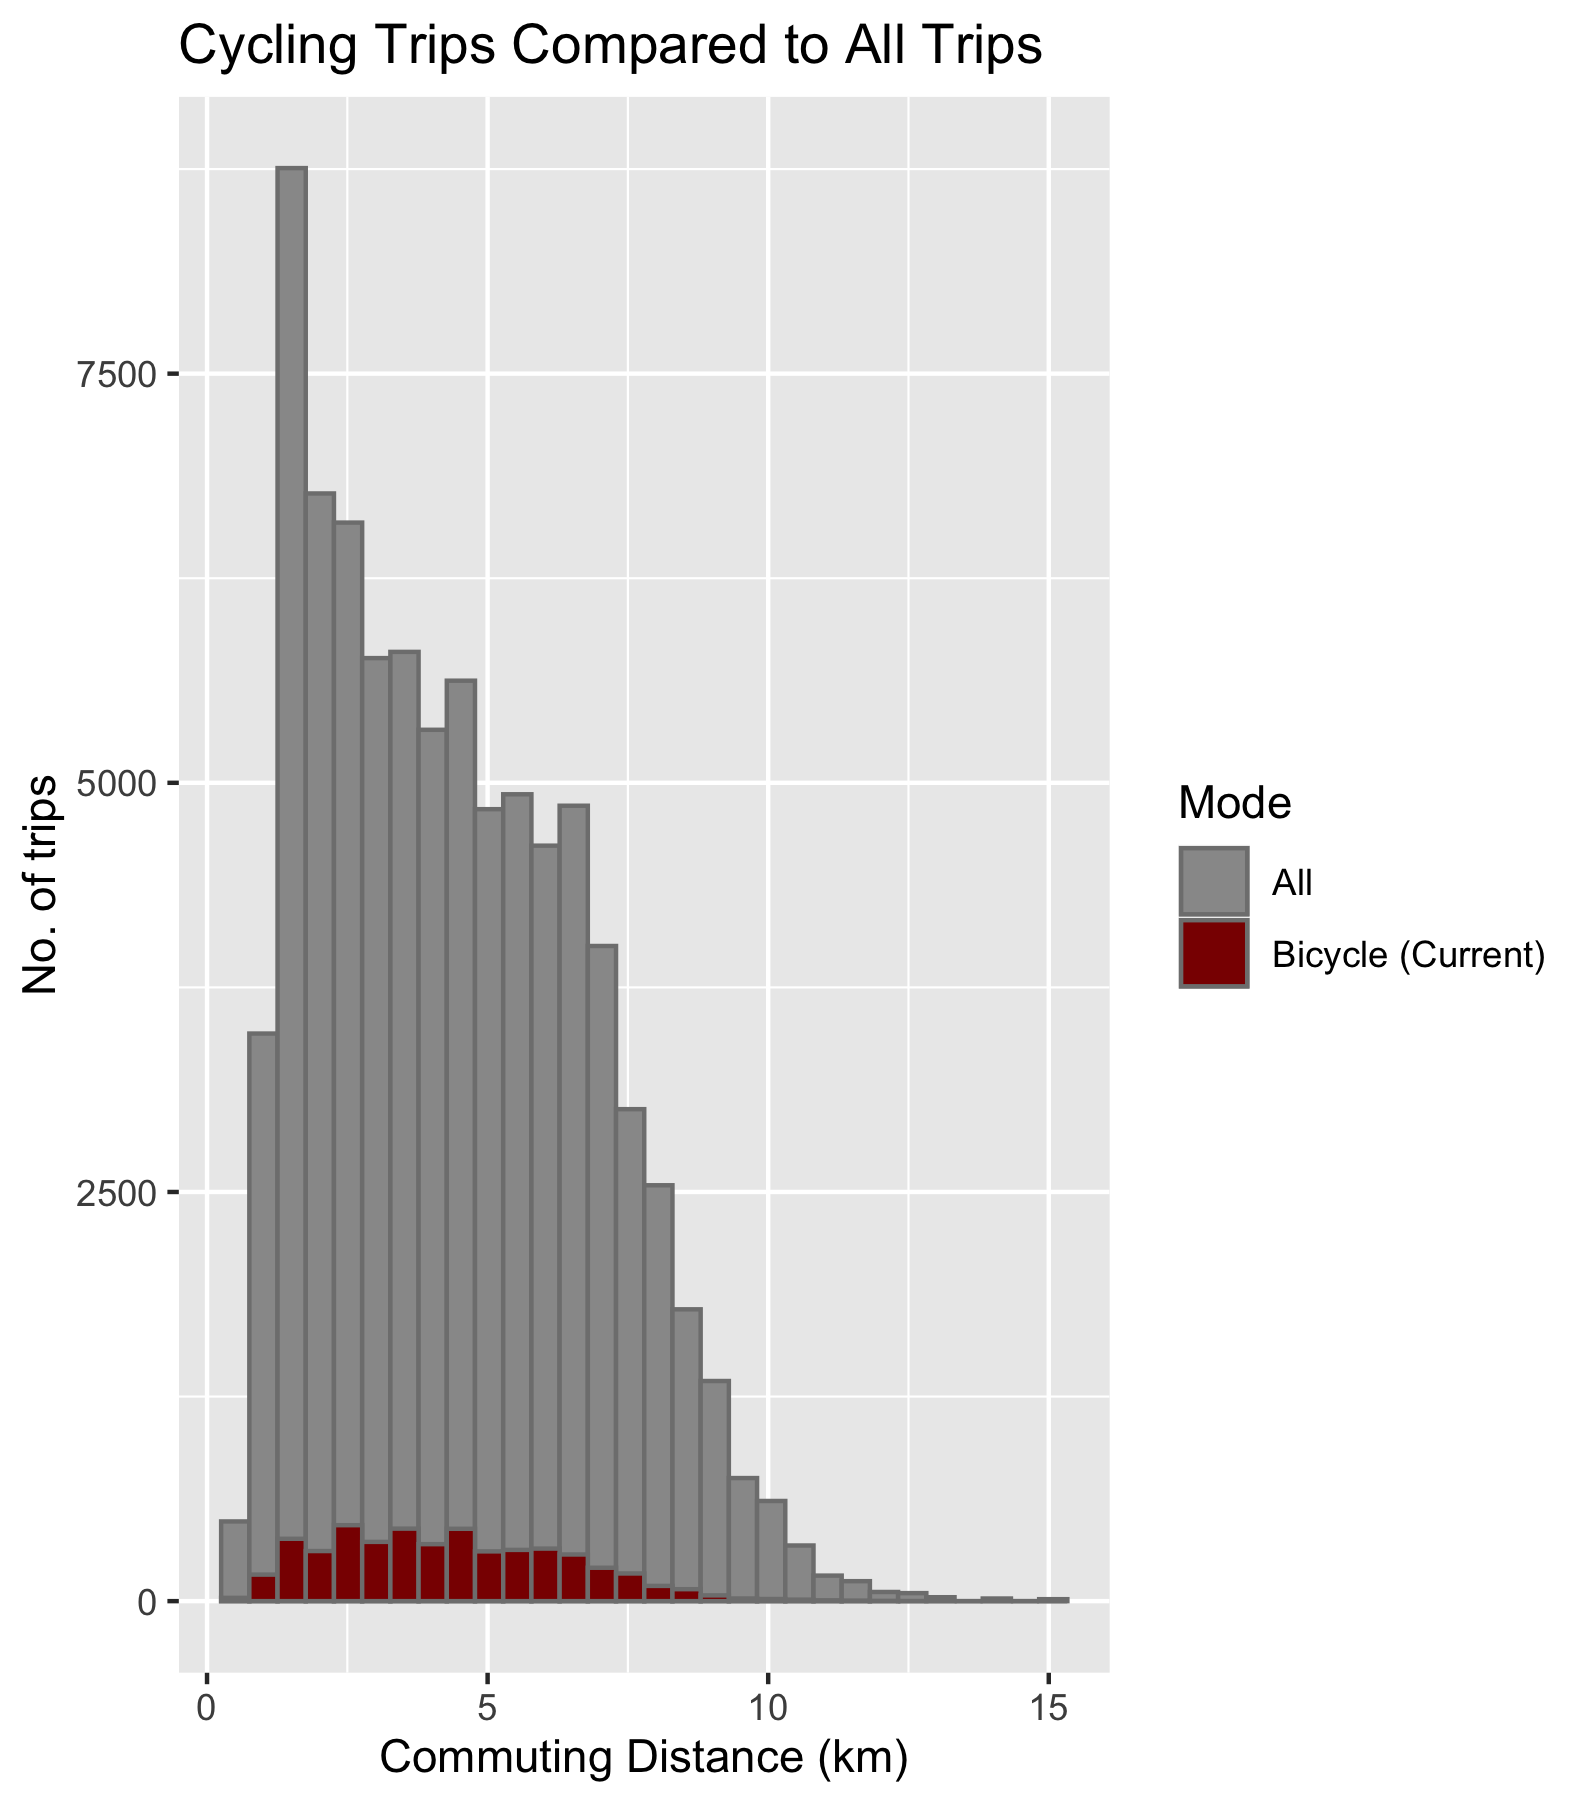 Cycling Trips Compared to All Trips
No. of trips
7500
5000
2500
0
0
5
10
15
Commuting Distance (km)
Mode
All
Bicycle (Current)